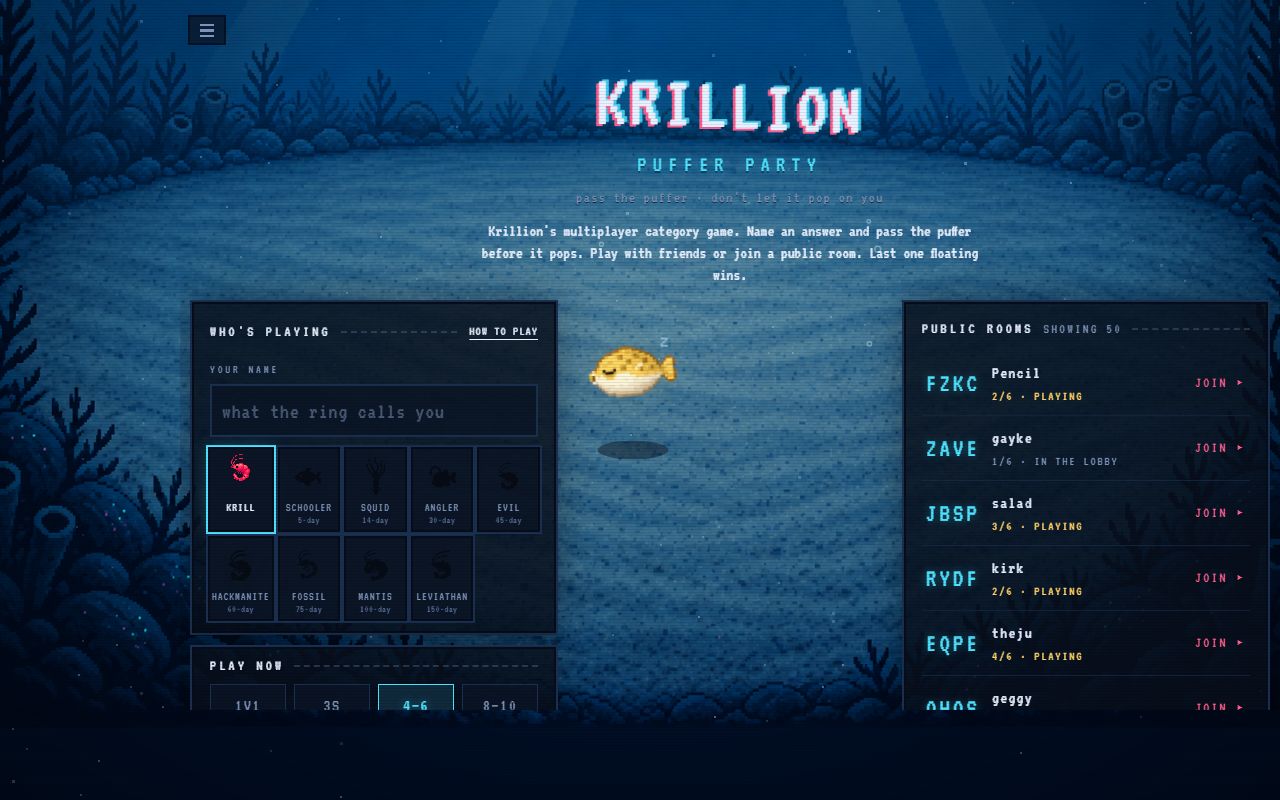 KRILLION
PUFFER PARTY
pass the puffer · don't let it pop on you
Krillion's multiplayer category game. Name an answer and pass the puffer
before it pops. Play with friends or join a public room. Last one floating
wins.
WHO'S PLAYING
HOW TO PLAY
YOUR NAME
what the ring calls you
KRILL
SCHOOLER
5-day
SQUID
14-day
ANGLER
30-day
EVIL
45-day
HACKMANITE
60-day
FOSSIL
75-day
MANTIS
100-day
LEVIATHAN
150-day
PLAY NOW
1V1
3S
4-6
8-10
z
PUBLIC ROOMS SHOWING 50
FZKC
Pencil
2/6 · PLAYING
JOIN ▸
ZAVE
gayke
1/6 · IN THE LOBBY
JOIN ▸
JBSP
salad
3/6 · PLAYING
JOIN ▸
RYDF
kirk
2/6 · PLAYING
JOIN ▸
EQPE
theju
4/6 · PLAYING
JOIN ▸
geggy
JOIN ▸